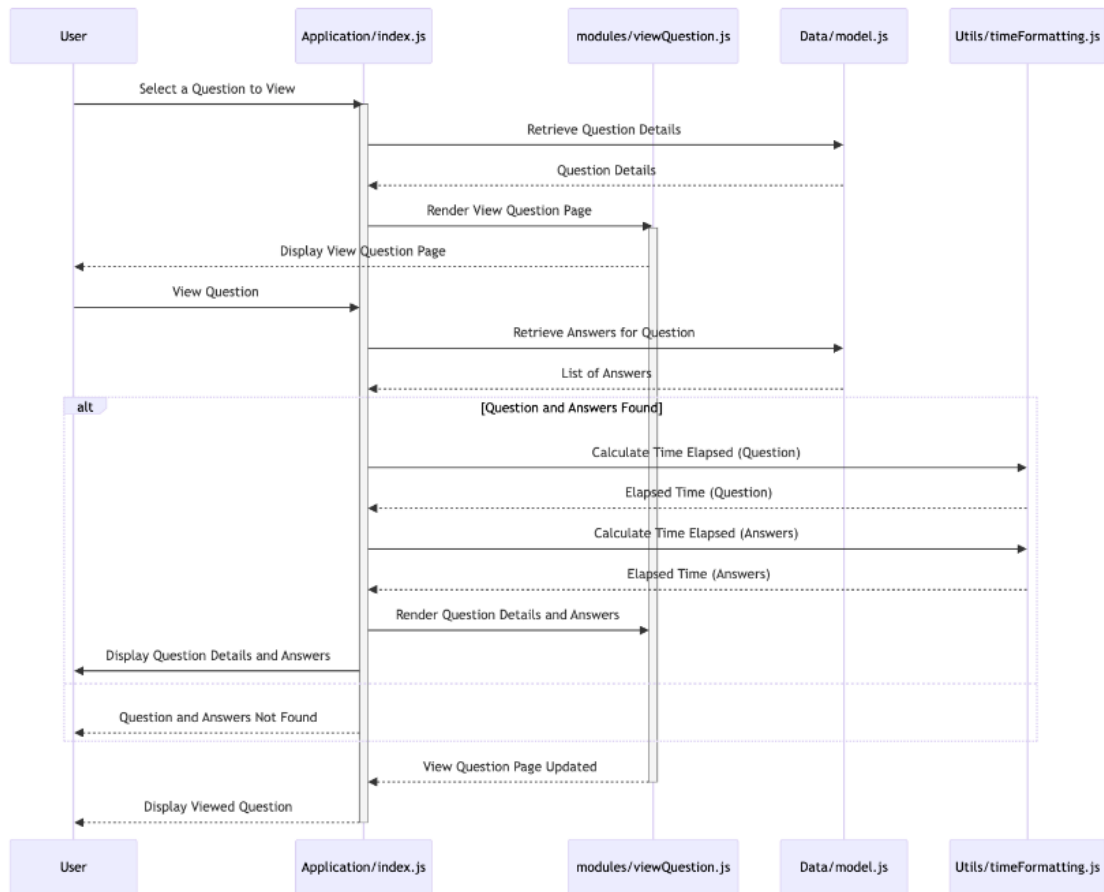 User Application/index.js modules/viewQuestion.js Data/model.js Utils/timeFormatting.js
Select a Question to View
Retrieve Question Details
Question Details
Render View Question Page
Display View Question Page
View Question
Retrieve Answers for Question
List of Answers
alt [Question and Answers Found]
Calculate Time Elapsed (Question)
Elapsed Time (Question)
Calculate Time Elapsed (Answers)
Elapsed Time (Answers)
Render Question Details and Answers
Display Question Details and Answers
Question and Answers Not Found
View Question Page Updated
Display Viewed Question
User Application/index.js modules/viewQuestion.js Data/model.js Utils/timeFormatting.js